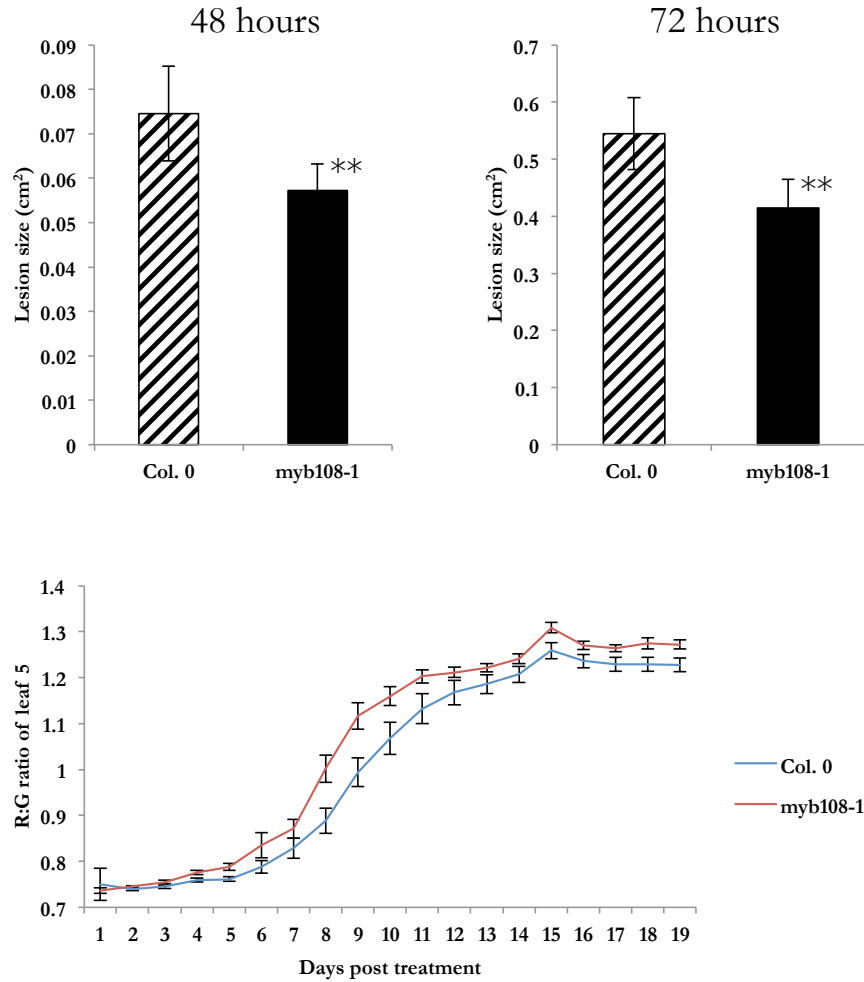 48 hours
72 hours
0.09
0.08
0.07
0.06
0.05
0.04
0.03
0.02
0.01
0
Lesion size (cm²)
**
Col. 0 myb108-1
0.7
0.6
0.5
0.4
0.3
0.2
0.1
0
Lesion size (cm²)
**
Col. 0 myb108-1
1.4
1.3
1.2
1.1
1
0.9
0.8
0.7
R:G ratio of leaf 5
1 2 3 4 5 6 7 8 9 10 11 12 13 14 15 16 17 18 19
Days post treatment
Col. 0
myb108-1